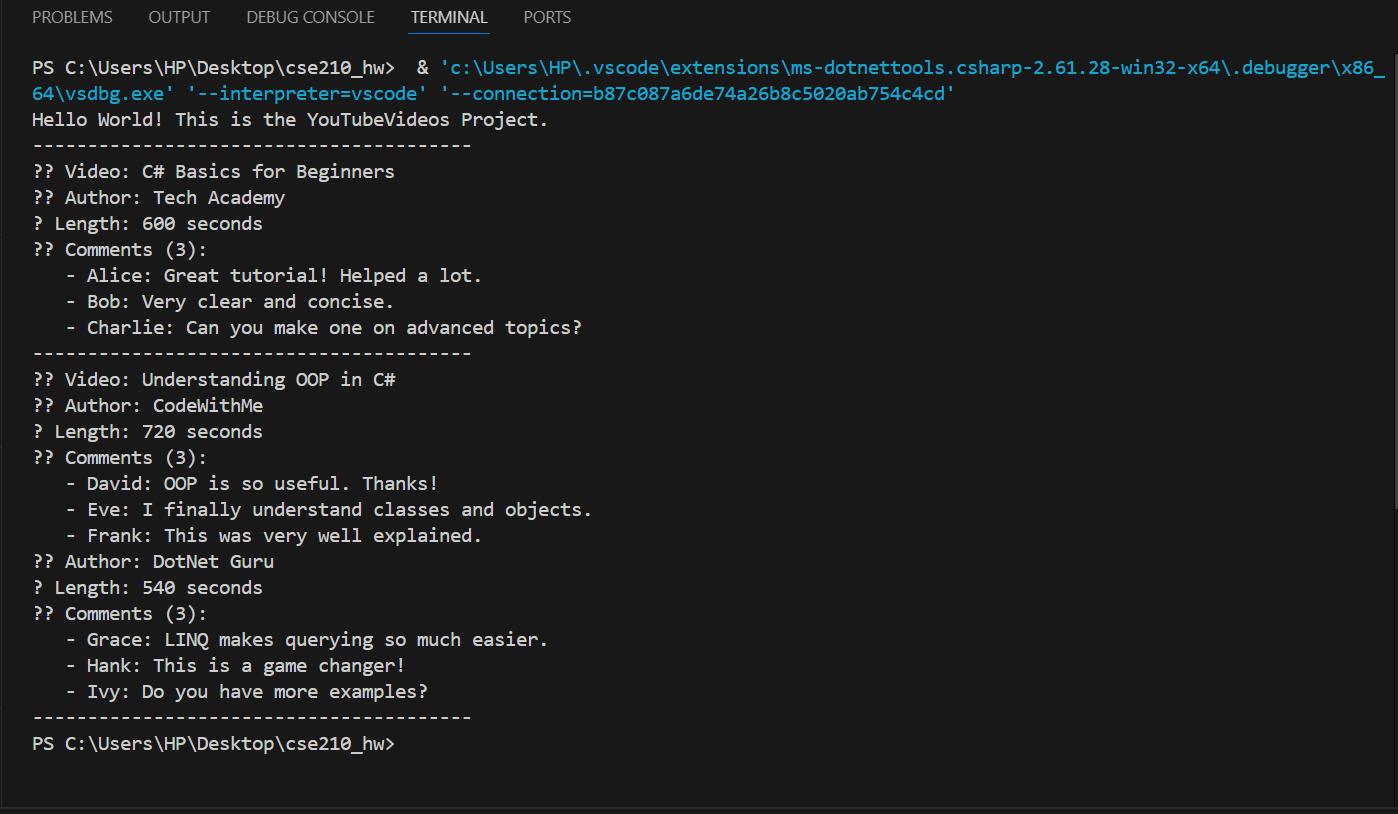 PROBLEMS OUTPUT DEBUG CONSOLE TERMINAL PORTS
PS C:\Users\HP\Desktop\cse210_hw>  & 'c:\Users\HP\.vscode\extensions\ms-dotnettools.csharp-2.61.28-win32-x64\.debugger\x86_
64\vsdbg.exe' '--interpreter=vscode' '--connection=b87c087a6de74a26b8c5020ab754c4cd'
Hello World! This is the YouTubeVideos Project.
----------------------------------------
?? Video: C# Basics for Beginners
?? Author: Tech Academy
? Length: 600 seconds
?? Comments (3):
   - Alice: Great tutorial! Helped a lot.
   - Bob: Very clear and concise.
   - Charlie: Can you make one on advanced topics?
----------------------------------------
?? Video: Understanding OOP in C#
?? Author: CodeWithMe
? Length: 720 seconds
?? Comments (3):
   - David: OOP is so useful. Thanks!
   - Eve: I finally understand classes and objects.
   - Frank: This was very well explained.
?? Author: DotNet Guru
? Length: 540 seconds
?? Comments (3):
   - Grace: LINQ makes querying so much easier.
   - Hank: This is a game changer!
   - Ivy: Do you have more examples?
----------------------------------------
PS C:\Users\HP\Desktop\cse210_hw>